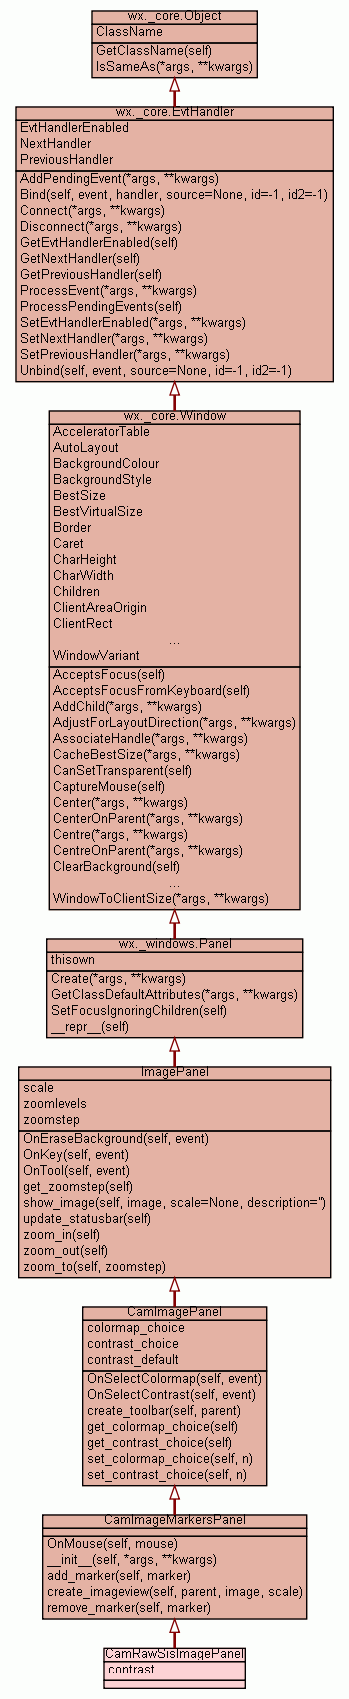 wx._core.Object
ClassName
GetClassName(self)
IsSameAs(*args, **kwargs)
wx._core.EvtHandler
EvtHandlerEnabled
NextHandler
PreviousHandler
AddPendingEvent(*args, **kwargs)
Bind(self, event, handler, source=None, id=-1, id2=-1)
Connect(*args, **kwargs)
Disconnect(*args, **kwargs)
GetEvtHandlerEnabled(self)
GetNextHandler(self)
GetPreviousHandler(self)
ProcessEvent(*args, **kwargs)
ProcessPendingEvents(self)
SetEvtHandlerEnabled(*args, **kwargs)
SetNextHandler(*args, **kwargs)
SetPreviousHandler(*args, **kwargs)
Unbind(self, event, source=None, id=-1, id2=-1)
wx._core.Window
AcceleratorTable
AutoLayout
BackgroundColour
BackgroundStyle
BestSize
BestVirtualSize
Border
Caret
CharHeight
CharWidth
Children
ClientAreaOrigin
ClientRect
...
WindowVariant
AcceptsFocus(self)
AcceptsFocusFromKeyboard(self)
AddChild(*args, **kwargs)
AdjustForLayoutDirection(*args, **kwargs)
AssociateHandle(*args, **kwargs)
CacheBestSize(*args, **kwargs)
CanSetTransparent(self)
CaptureMouse(self)
Center(*args, **kwargs)
CenterOnParent(*args, **kwargs)
Centre(*args, **kwargs)
CentreOnParent(*args, **kwargs)
ClearBackground(self)
...
WindowToClientSize(*args, **kwargs)
wx._windows.Panel
thisown
Create(*args, **kwargs)
GetClassDefaultAttributes(*args, **kwargs)
SetFocusIgnoringChildren(self)
__repr__(self)
ImagePanel
scale
zoomlevels
zoomstep
OnEraseBackground(self, event)
OnKey(self, event)
OnTool(self, event)
get_zoomstep(self)
show_image(self, image, scale=None, description='')
update_statusbar(self)
zoom_in(self)
zoom_out(self)
zoom_to(self, zoomstep)
CamImagePanel
colormap_choice
contrast_choice
contrast_default
OnSelectColormap(self, event)
OnSelectContrast(self, event)
create_toolbar(self, parent)
get_colormap_choice(self)
get_contrast_choice(self)
set_colormap_choice(self, n)
set_contrast_choice(self, n)
CamImageMarkersPanel
OnMouse(self, mouse)
__init__(self, *args, **kwargs)
add_marker(self, marker)
create_imageview(self, parent, image, scale)
remove_marker(self, marker)
CamRawSisImagePanel
contrast